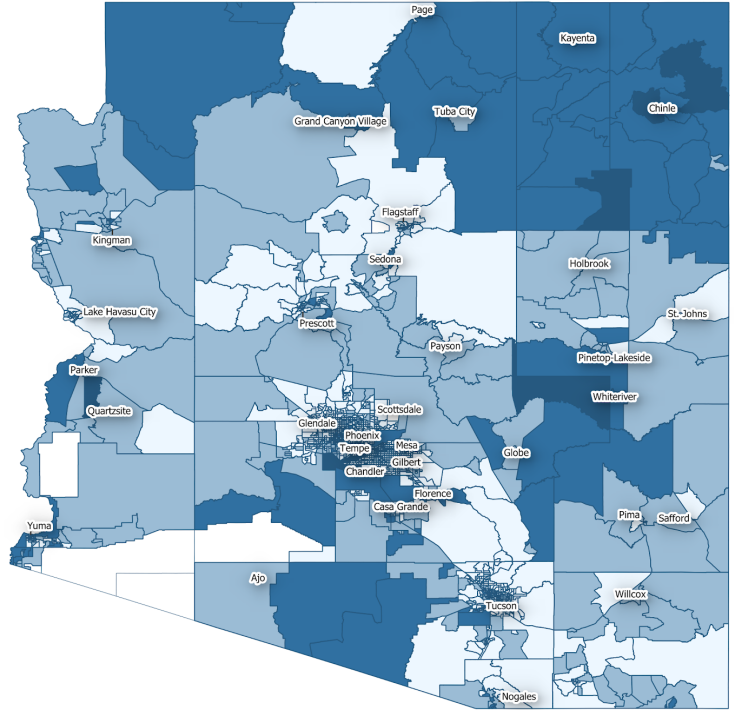 Page
Kayenta
Chinle
Tuba City
Grand Canyon Village
Flagstaff
Kingman
Sedona
Holbrook
Lake Havasu City
St. Johns
Prescott
Payson
Pinetop-Lakeside
Parker
Whiteriver
Quartzsite
Scottsdale
Glendale
Phoenix
Mesa
Tempe
Globe
Gilbert
Chandler
Florence
Casa Grande
Pima
Safford
Yuma
Ajo
Willcox
Tucson
Nogales